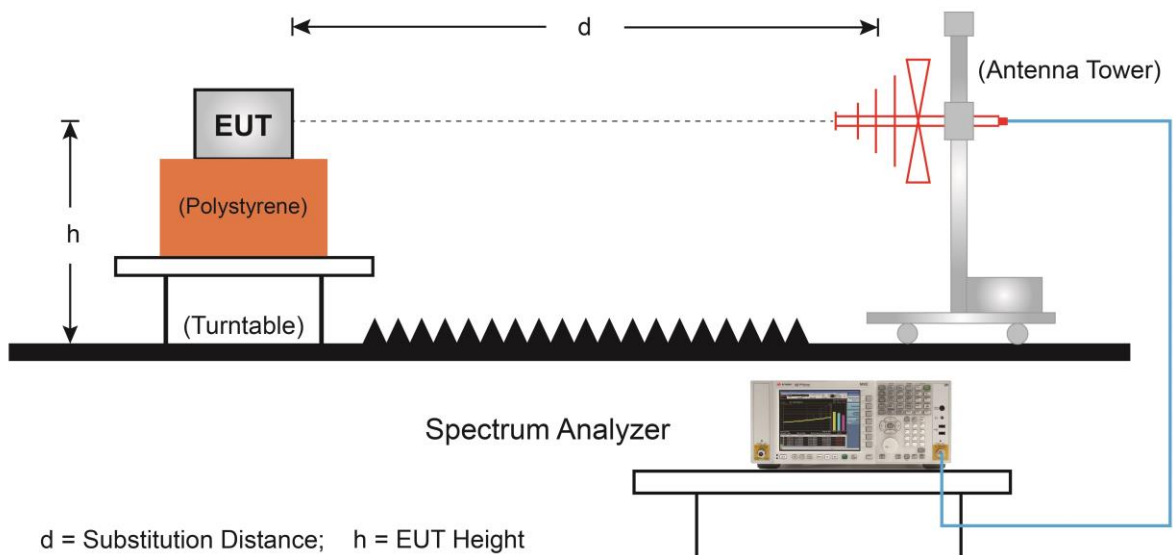 d
(Antenna Tower)
EUT
(Polystyrene)
h
(Turntable)
Spectrum Analyzer
d = Substitution Distance; h = EUT Height